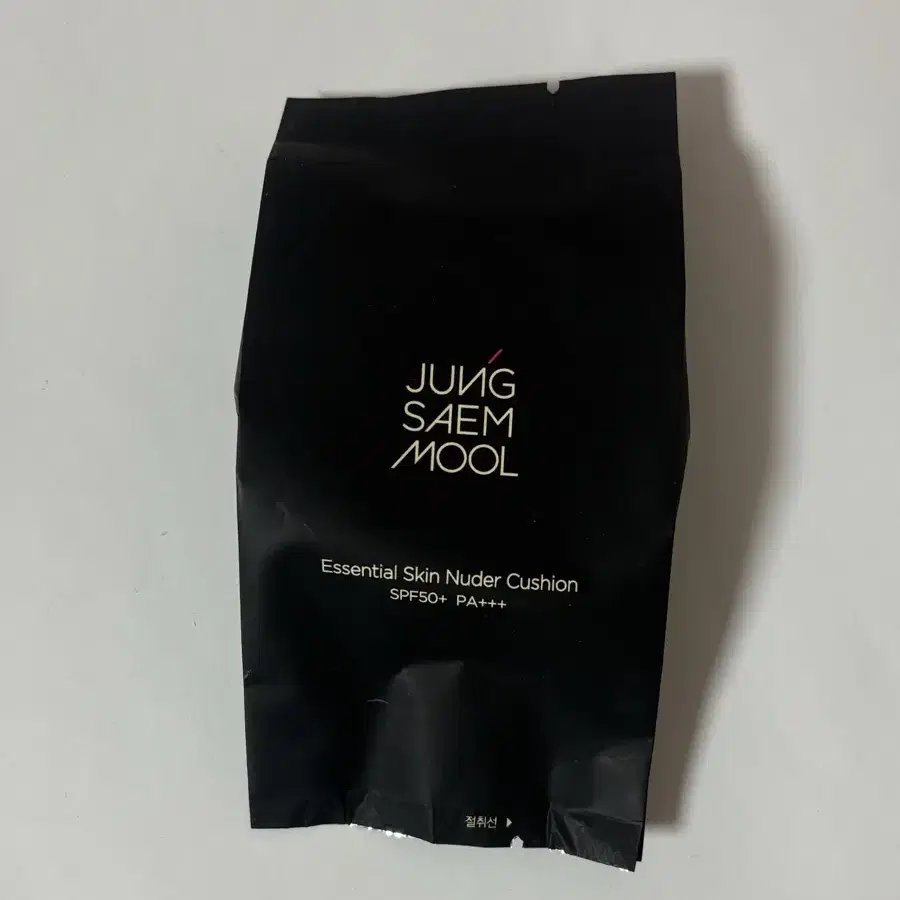 JUNG
SAEM
MOOL
Essential Skin Nuder Cushion
SPF50+ PA+++
절취선 ▶